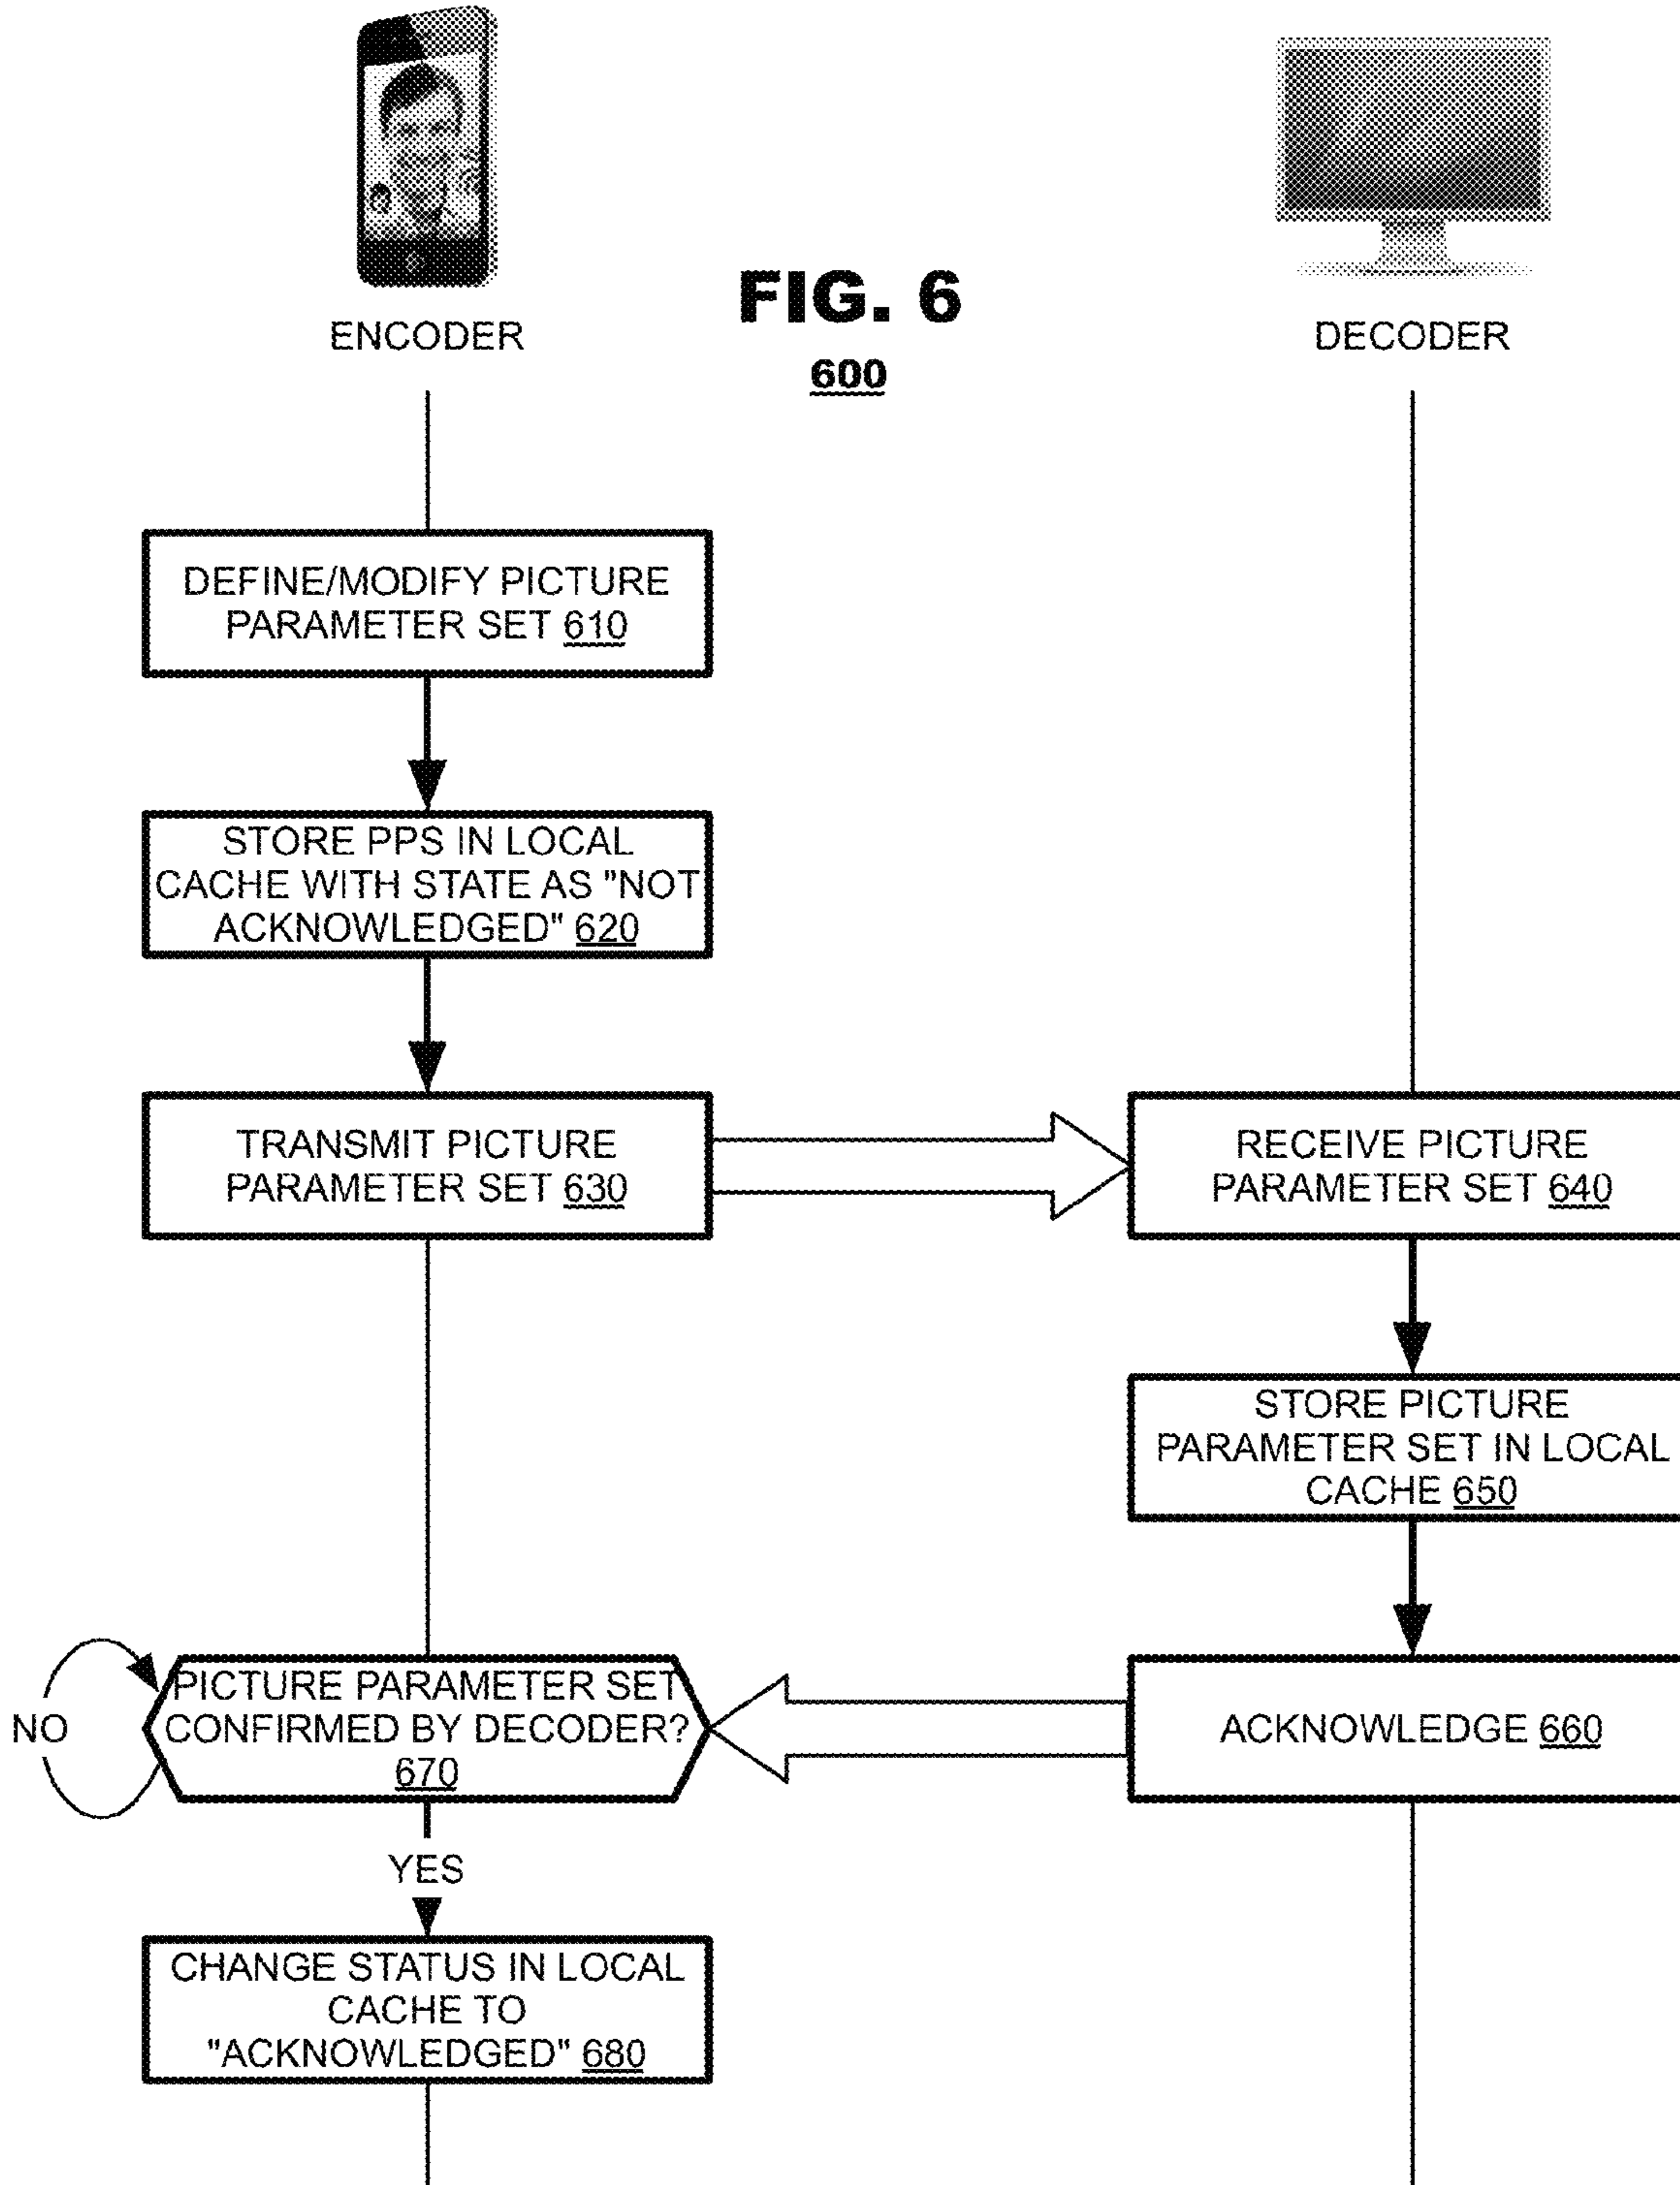 FIG. 6
600
ENCODER
DECODER
DEFINE/MODIFY PICTURE
PARAMETER SET 610
STORE PPS IN LOCAL
CACHE WITH STATE AS "NOT
ACKNOWLEDGED" 620
TRANSMIT PICTURE
PARAMETER SET 630
RECEIVE PICTURE
PARAMETER SET 640
STORE PICTURE
PARAMETER SET IN LOCAL
CACHE 650
ACKNOWLEDGE 660
PICTURE PARAMETER SET
CONFIRMED BY DECODER?
670
NO
YES
CHANGE STATUS IN LOCAL
CACHE TO
"ACKNOWLEDGED" 680